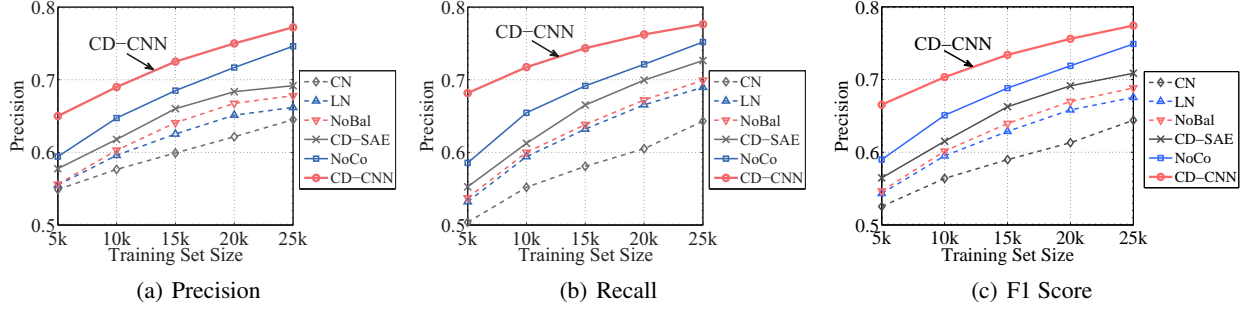 0.8
0.7
0.6
0.5
Precision
5k 10k 15k 20k 25k
Training Set Size
CD−CNN
CN
LN
NoBal
CD−SAE
NoCo
CD−CNN
(a) Precision
0.8
0.7
0.6
0.5
Precision
5k 10k 15k 20k 25k
Training Set Size
CD−CNN
CN
LN
NoBal
CD−SAE
NoCo
CD−CNN
(b) Recall
0.8
0.7
0.6
0.5
Precision
5k 10k 15k 20k 25k
Training Set Size
CD−CNN
CN
LN
NoBal
CD−SAE
NoCo
CD−CNN
(c) F1 Score